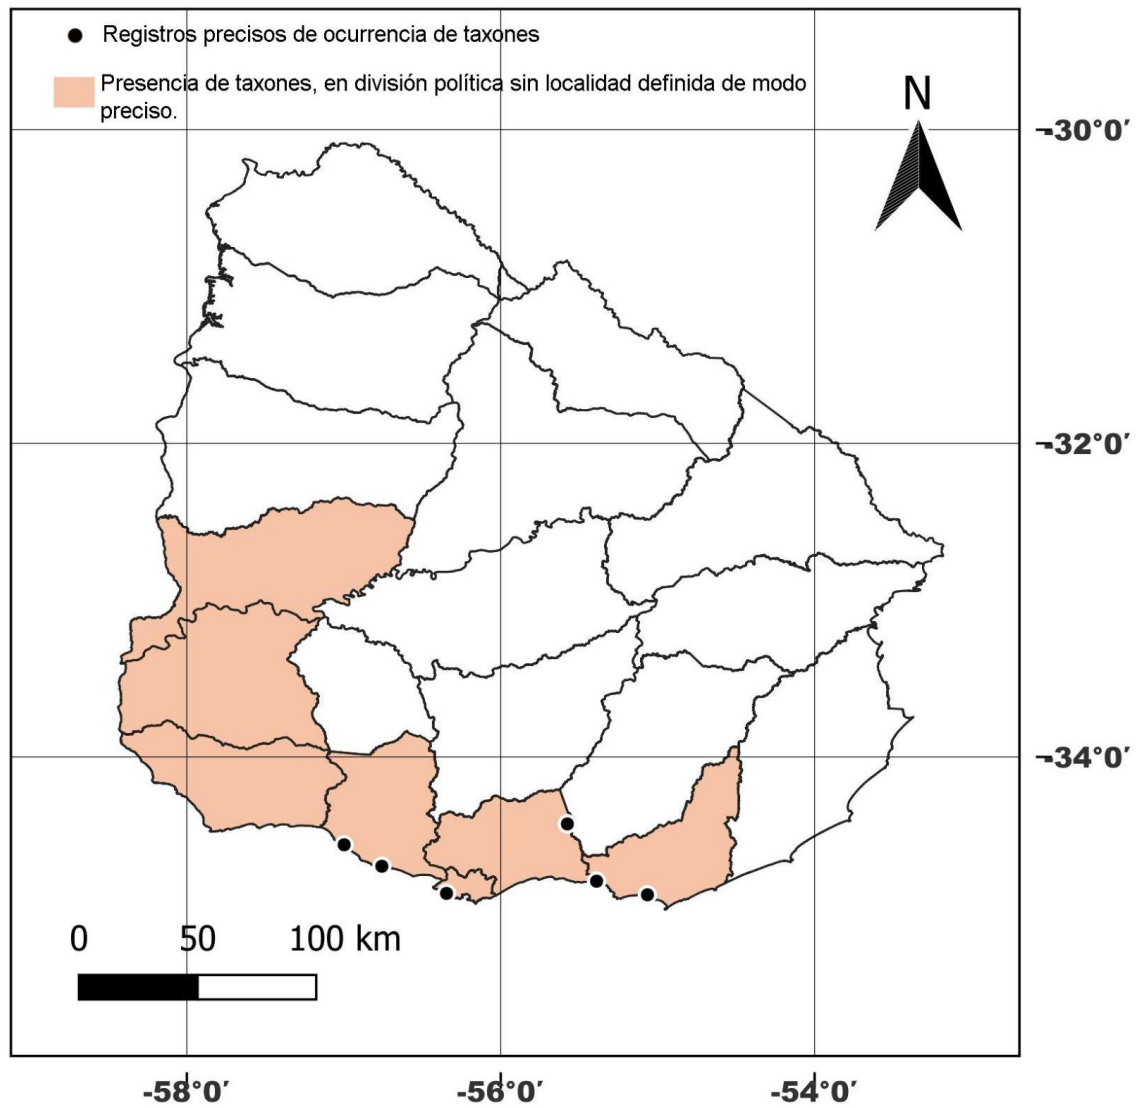 Registros precisos de ocurrencia de taxones
Presencia de taxones, en división política sin localidad definida de modo
preciso.
N
-30°0′
-32°0′
-34°0′
0 50 100 km
-58°0′ -56°0′ -54°0′